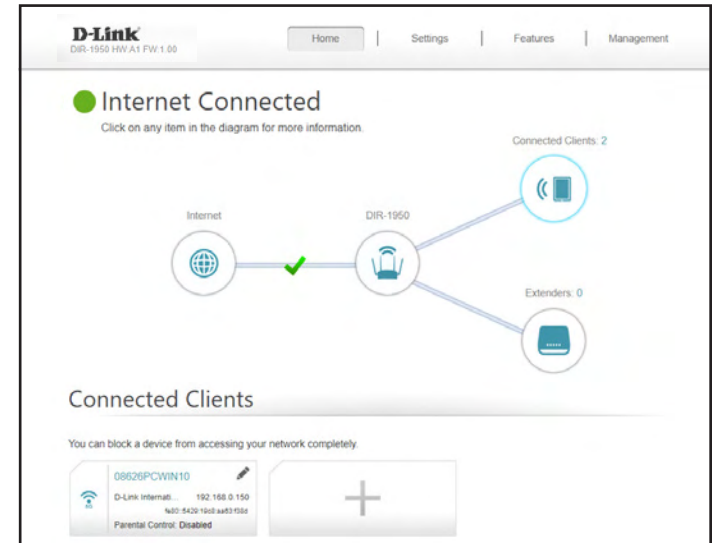 D-Link
DIR-1950 HW:A1 FW:1.00
Home | Settings | Features | Management
Internet Connected
Click on any item in the diagram for more information.
Connected Clients: 2
Internet
DIR-1950
Extenders: 0
Connected Clients
You can block a device from accessing your network completely.
08626PCWIN10
D-Link Internati... 192.168.0.150
Parental Control: Disabled